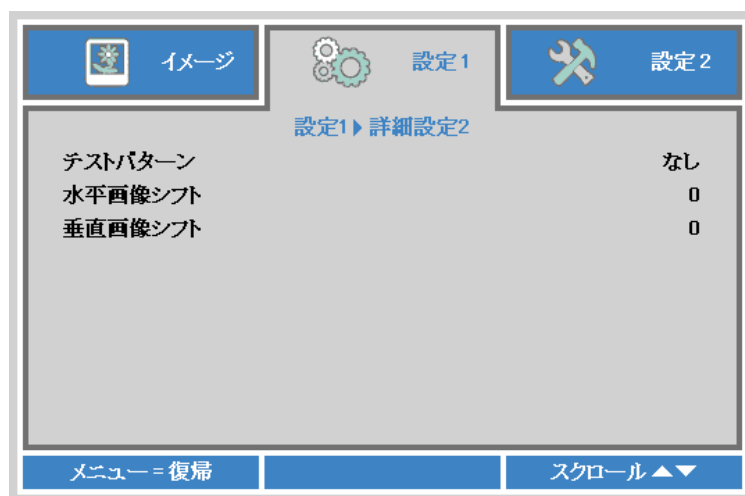 イメージ
設定1
設定2
設定1▶詳細設定2
テストパターン なし
水平画像シフト 0
垂直画像シフト 0
メニュー=復帰
スクロール▲▼